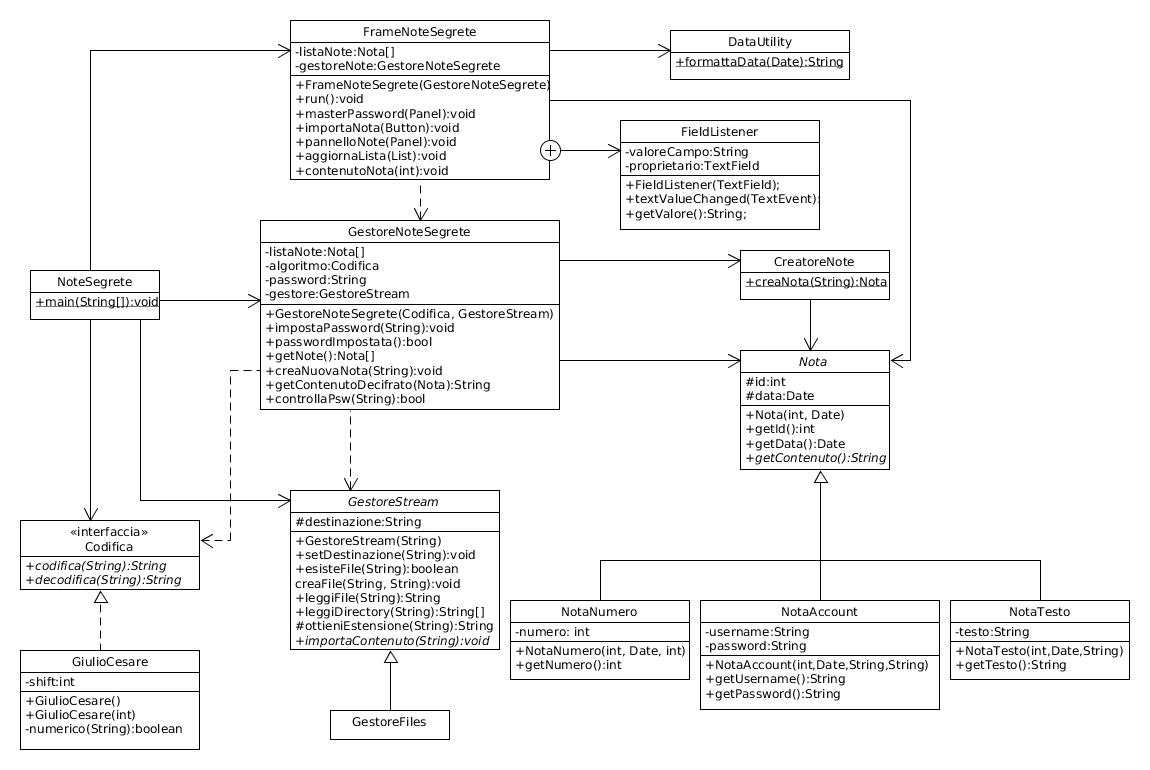 FrameNoteSegrete
-listaNote:Nota[]
-gestoreNote:GestoreNoteSegrete
+FrameNoteSegrete(GestoreNoteSegrete)
+run():void
+masterPassword(Panel):void
+importaNota(Button):void
+pannelloNote(Panel):void
+aggiornaLista(List):void
+contenutoNota(int):void
DataUtility
+formattaData(Date):String
FieldListener
-valoreCampo:String
-proprietario:TextField
+FieldListener(TextField);
+textValueChanged(TextEvent):
+getValore():String;
GestoreNoteSegrete
-listaNote:Nota[]
-algoritmo:Codifica
-password:String
-gestore:GestoreStream
+GestoreNoteSegrete(Codifica, GestoreStream)
+impostaPassword(String):void
+passwordImpostata():bool
+getNote():Nota[]
+creaNuovaNota(String):void
+getContenutoDecifrato(Nota):String
+controllaPsw(String):bool
NoteSegrete
+main(String[]):void
CreatoreNote
+creaNota(String):Nota
Nota
#id:int
#data:Date
+Nota(int, Date)
+getId():int
+getData():Date
+getContenuto():String
«interfaccia»
Codifica
+codifica(String):String
+decodifica(String):String
GestoreStream
#destinazione:String
+GestoreStream(String)
+setDestinazione(String):void
+esisteFile(String):boolean
creaFile(String, String):void
+leggiFile(String):String
+leggiDirectory(String):String[]
#ottieniEstensione(String):String
+importaContenuto(String):void
NotaNumero
-numero: int
+NotaNumero(int, Date, int)
+getNumero():int
NotaAccount
-username:String
-password:String
+NotaAccount(int,Date,String,String)
+getUsername():String
+getPassword():String
NotaTesto
-testo:String
+NotaTesto(int,Date,String)
+getTesto():String
GiulioCesare
-shift:int
+GiulioCesare()
+GiulioCesare(int)
-numerico(String):boolean
GestoreFiles